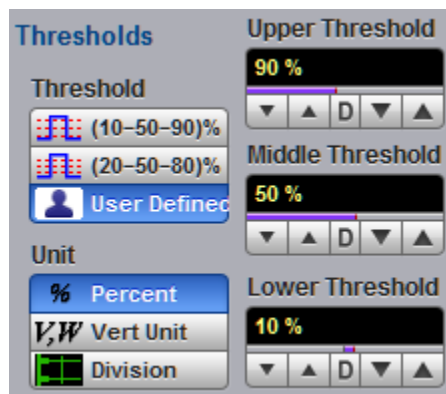 Thresholds
Threshold
(10-50-90)%
(20-50-80)%
User Defined
Unit
% Percent
V,W Vert Unit
Division
Upper Threshold
90 %
D
Middle Threshold
50 %
D
Lower Threshold
10 %
D